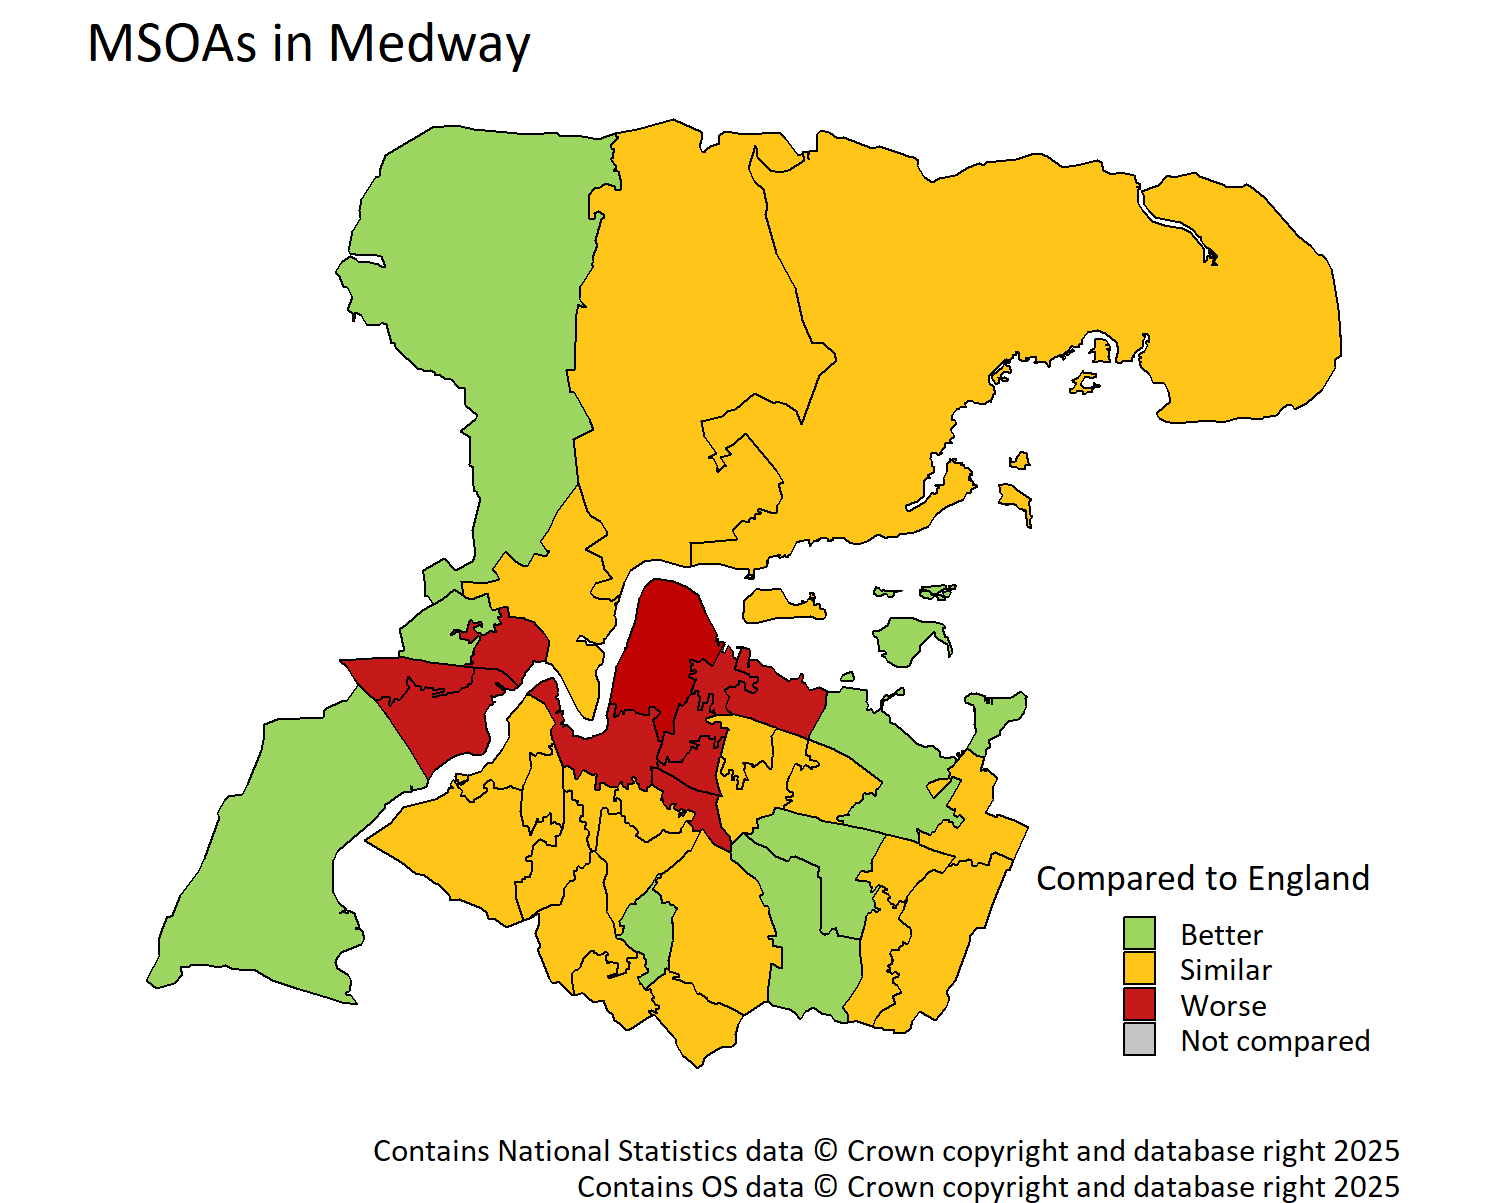 MSOAs in Medway
Compared to England
Better
Similar
Worse
Not compared
Contains National Statistics data © Crown copyright and database right 2025
Contains OS data © Crown copyright and database right 2025